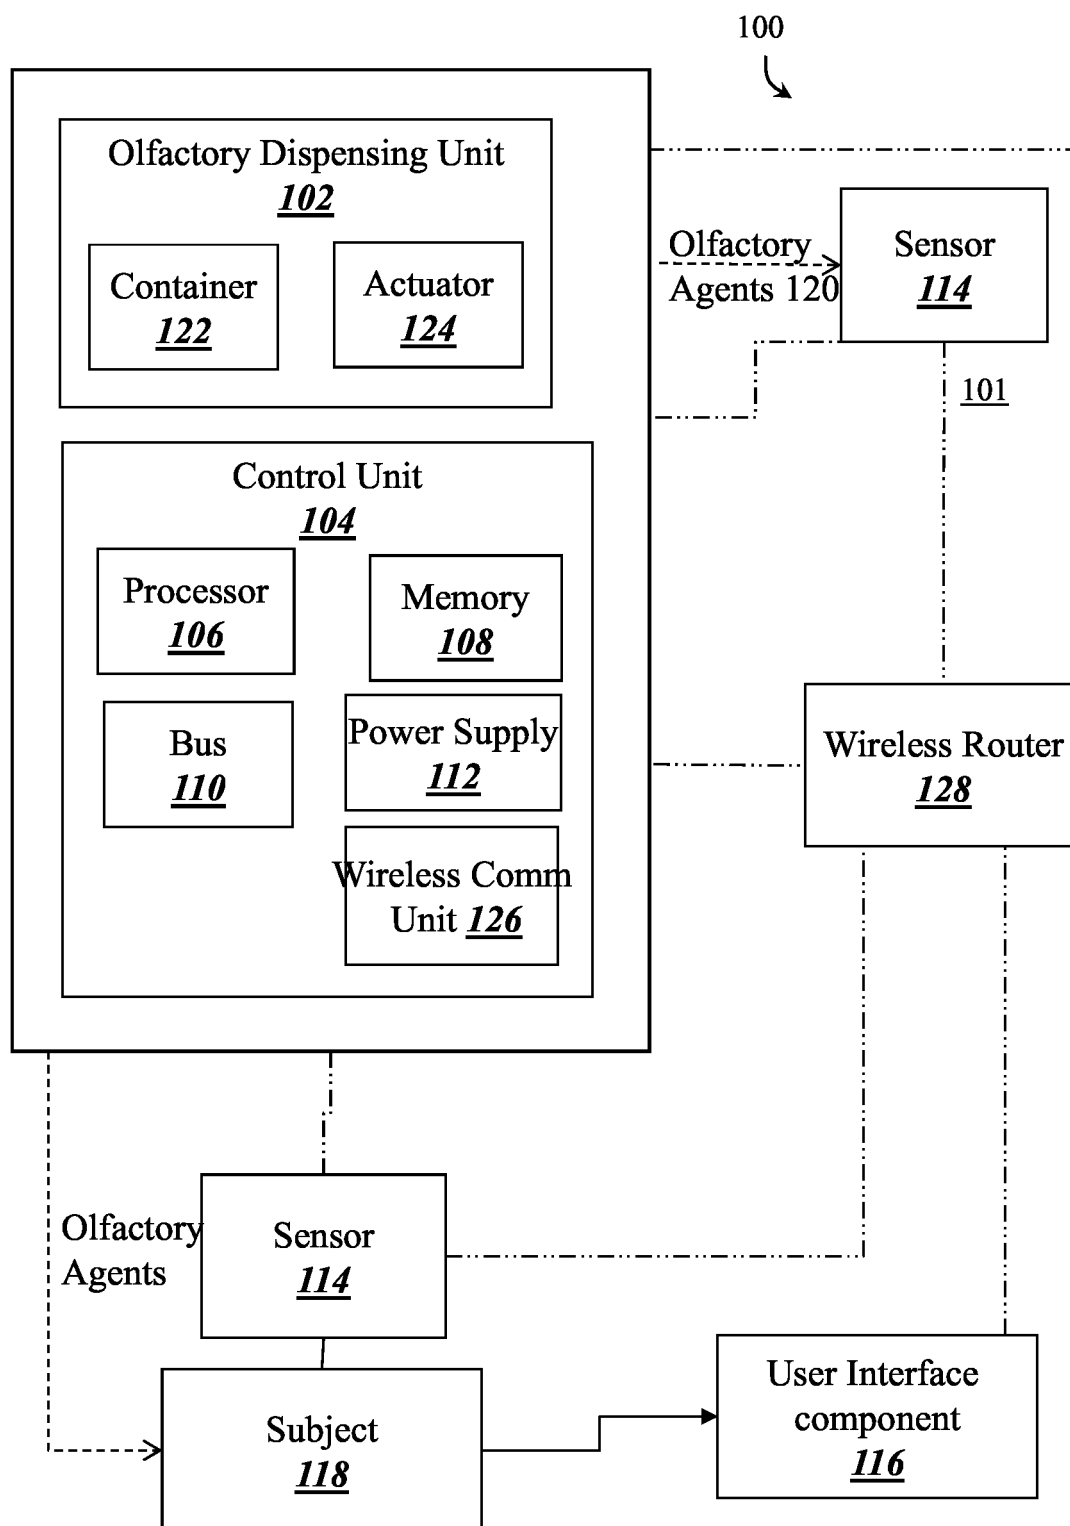 100
Olfactory Dispensing Unit
102
Container
122
Actuator
124
Olfactory
Agents 120
Sensor
114
101
Control Unit
104
Processor
106
Memory
108
Bus
110
Power Supply
112
Wireless Comm
Unit 126
Wireless Router
128
Olfactory
Agents
Sensor
114
Subject
118
User Interface
component
116